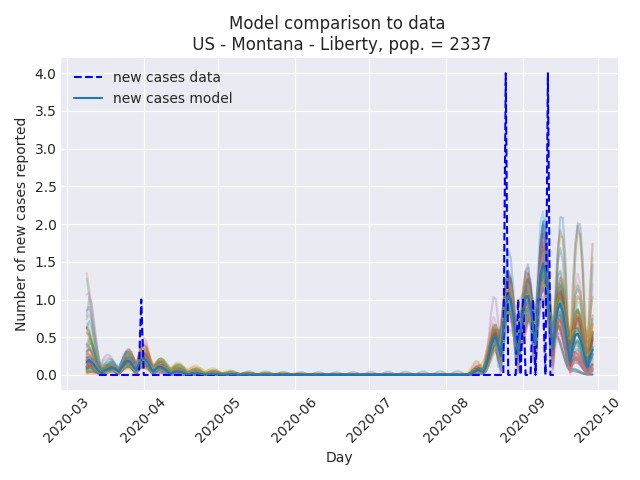 Model comparison to data
US - Montana - Liberty, pop. = 2337
new cases data
new cases model
Number of new cases reported
4.0
3.5
3.0
2.5
2.0
1.5
1.0
0.5
0.0
2020-03
2020-04
2020-05
2020-06
2020-07
2020-08
2020-09
2020-10
Day